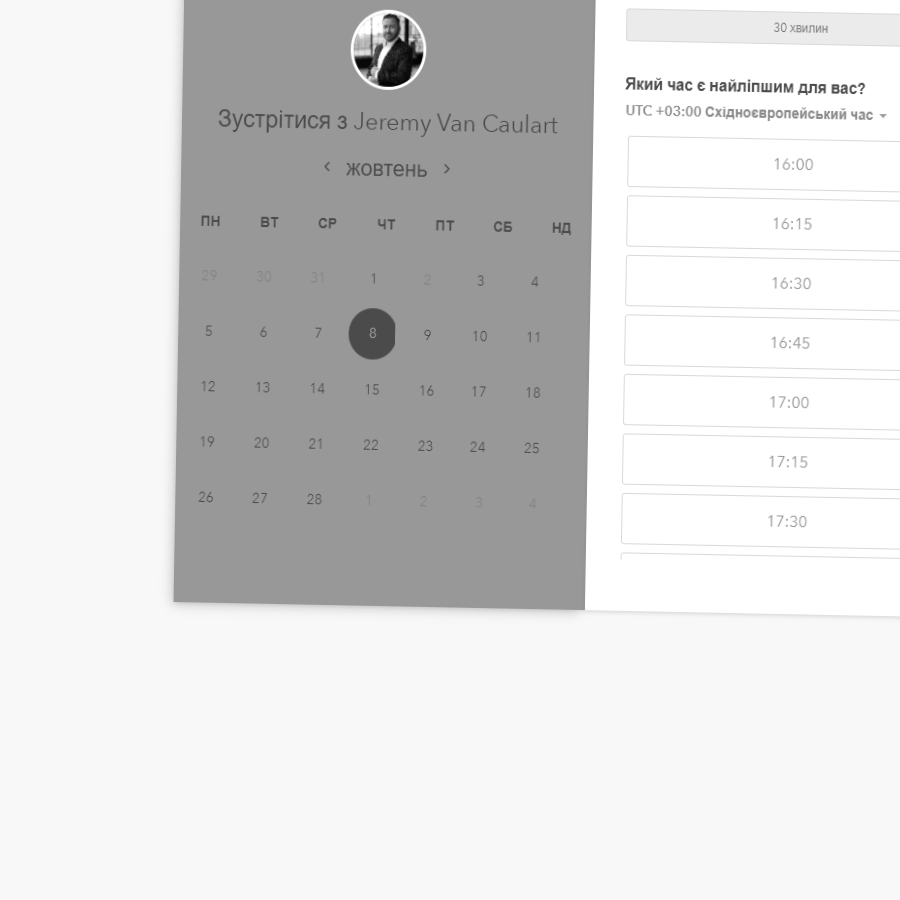 Зустрітися з Jeremy Van Caulart
жовтень
ПН ВТ СР ЧТ ПТ СБ НД
29 30 31 1 2 3 4
5 6 7 8 9 10 11
12 13 14 15 16 17 18
19 20 21 22 23 24 25
26 27 28 1 2 3 4
30 хвилин
Який час є найліпшим для вас?
UTC +03:00 Східноєвропейський час
16:00
16:15
16:30
16:45
17:00
17:15
17:30